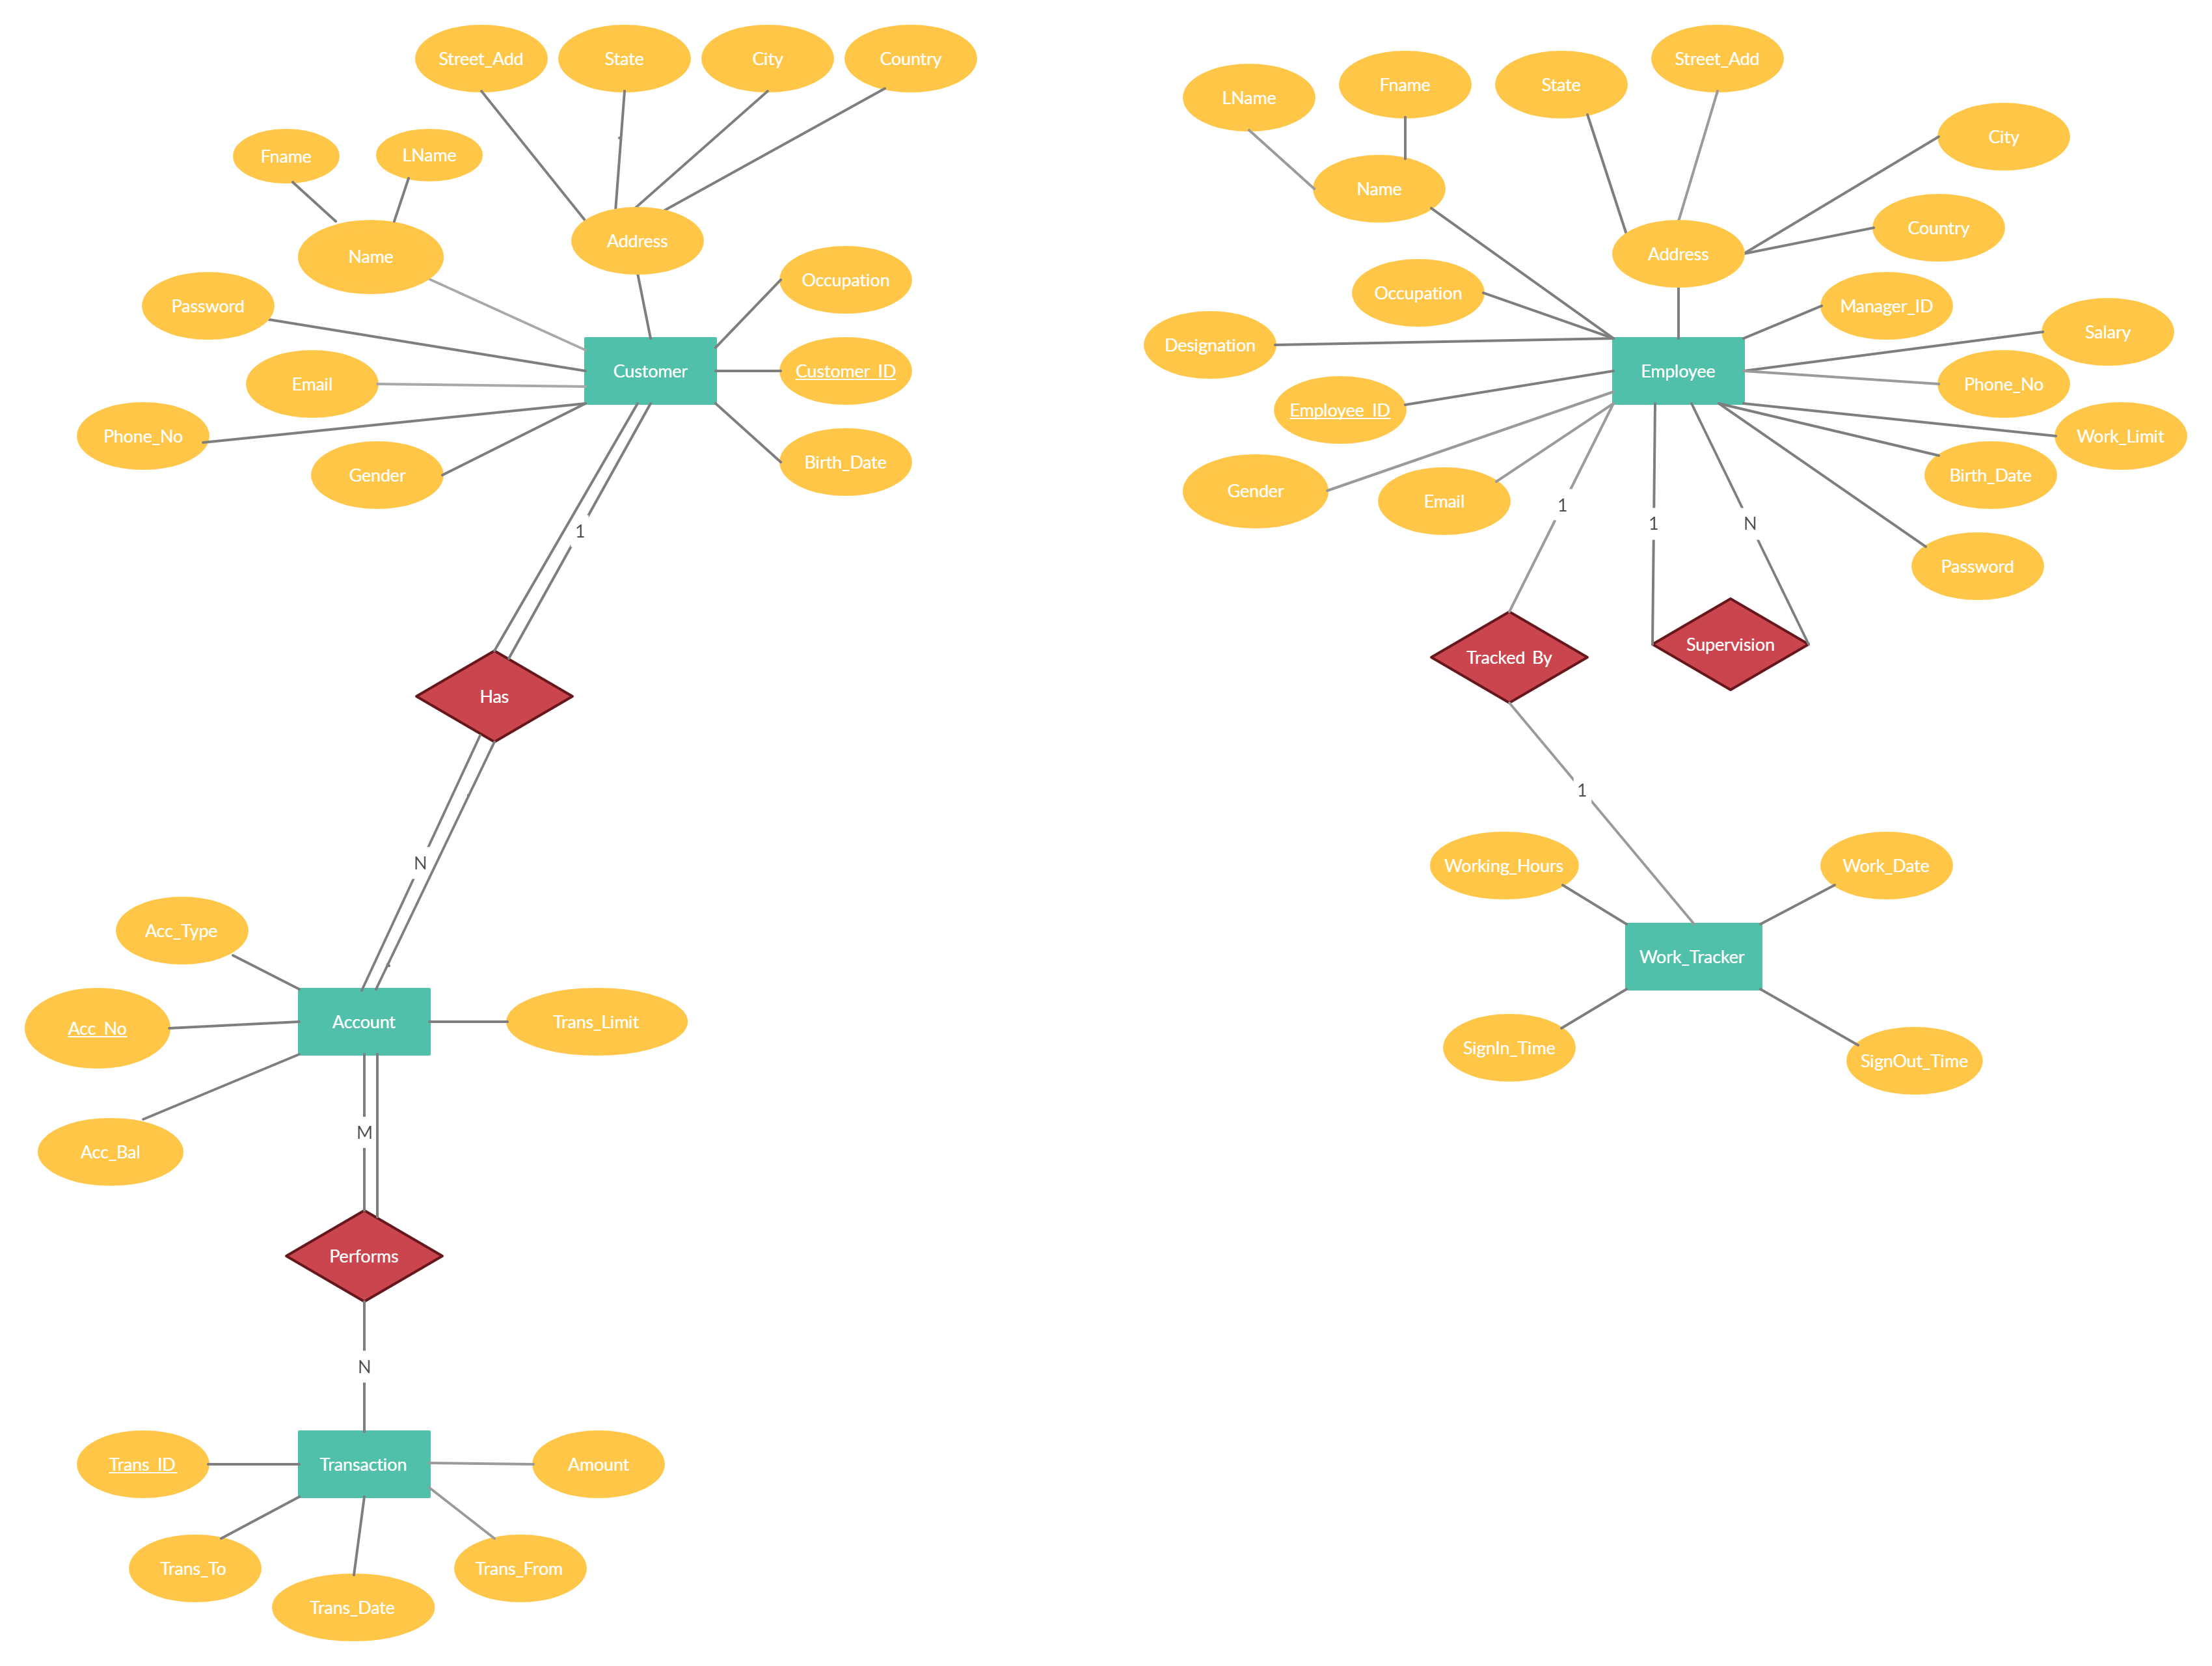 Street_Add
State
City
Country
Fname
LName
Name
Address
Password
Occupation
Email
Customer
Customer_ID
Phone_No
Gender
Birth_Date
1
Has
N
Acc_Type
Acc_No
Account
Trans_Limit
Acc_Bal
M
Performs
N
Trans_ID
Transaction
Amount
Trans_To
Trans_From
Trans_Date
Street_Add
Fname
State
LName
City
Name
Country
Address
Occupation
Manager_ID
Designation
Salary
Employee
Phone_No
Employee_ID
Work_Limit
Gender
Email
Birth_Date
1
1
N
Password
Tracked By
Supervision
1
Working_Hours
Work_Date
Work_Tracker
SignIn_Time
SignOut_Time